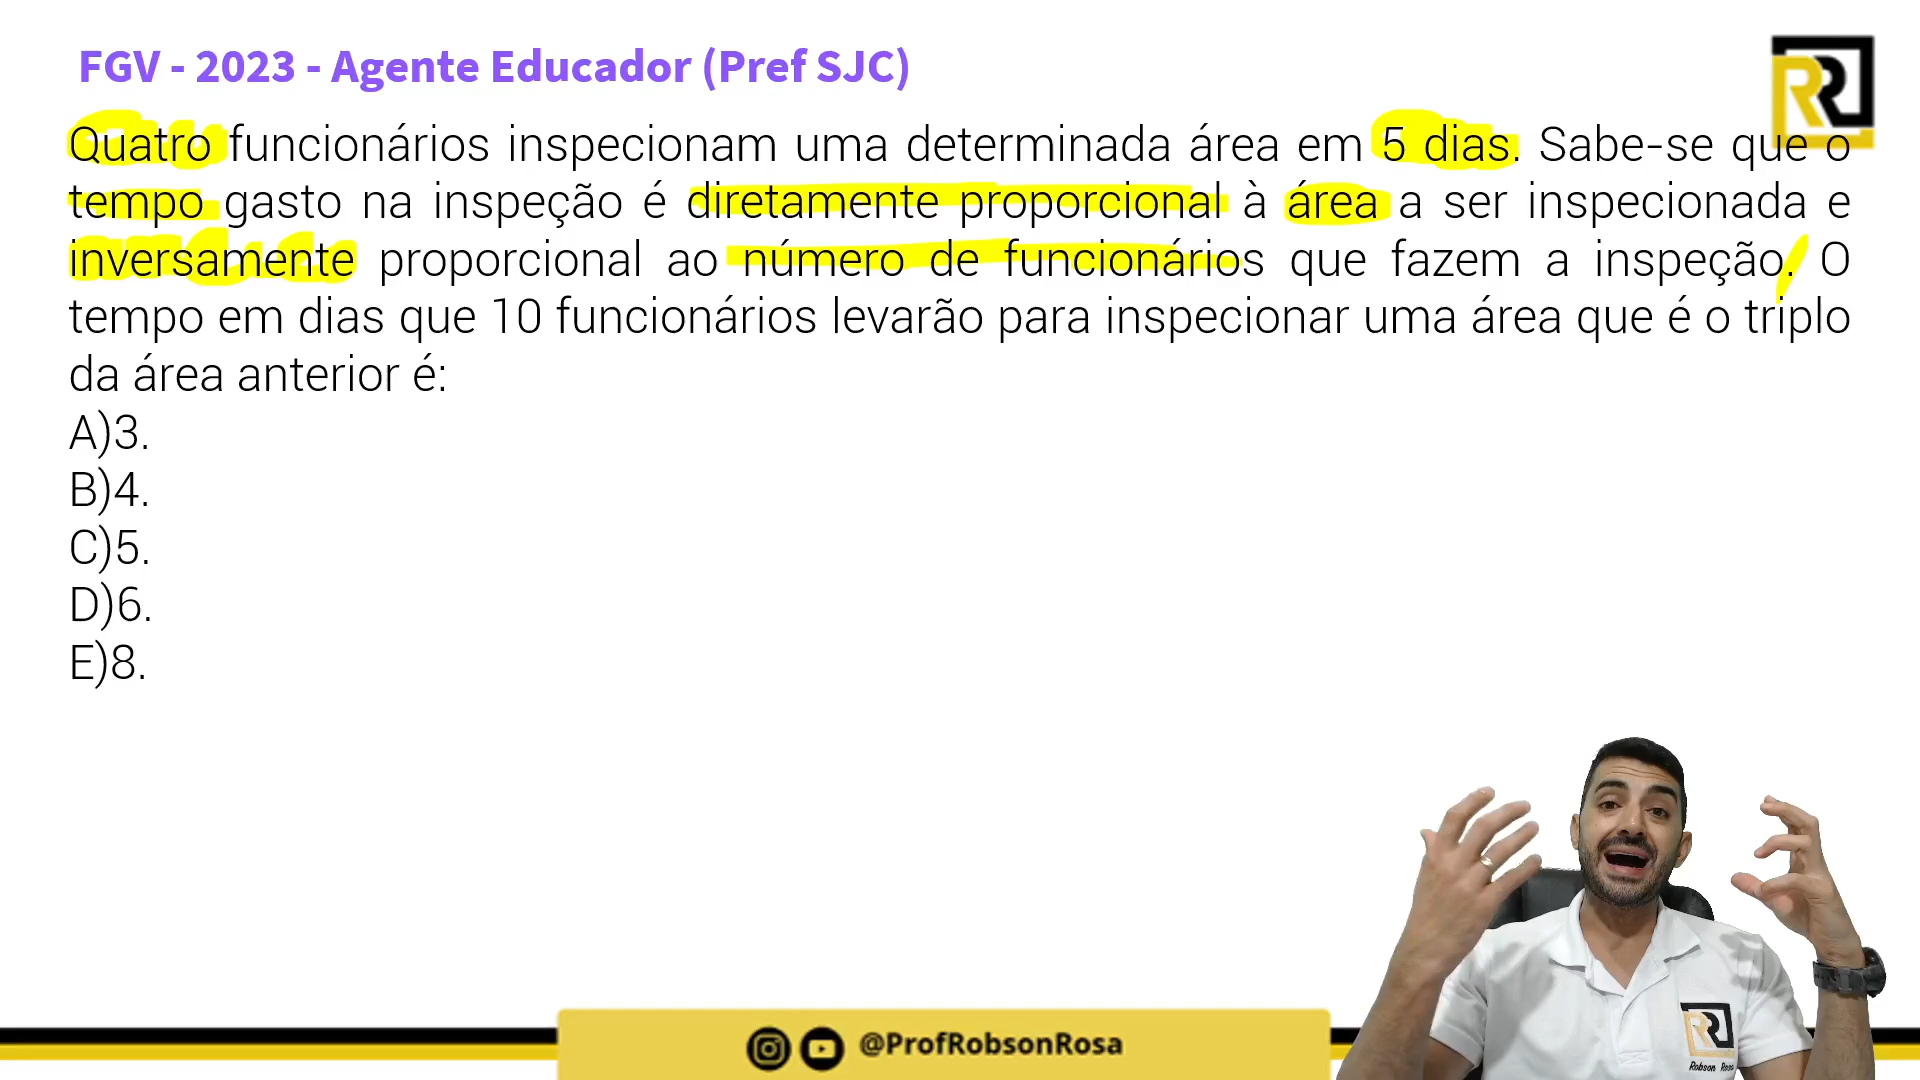 FGV - 2023 - Agente Educador (Pref SJC)
Quatro funcionários inspecionam uma determinada área em 5 dias. Sabe-se que o
tempo gasto na inspeção é diretamente proporcional à área a ser inspecionada e
inversamente proporcional ao número de funcionários que fazem a inspeção. O
tempo em dias que 10 funcionários levarão para inspecionar uma área que é o triplo
da área anterior é:
A)3.
B)4.
C)5.
D)6.
E)8.
@ProfRobsonRosa
Robson Rosa